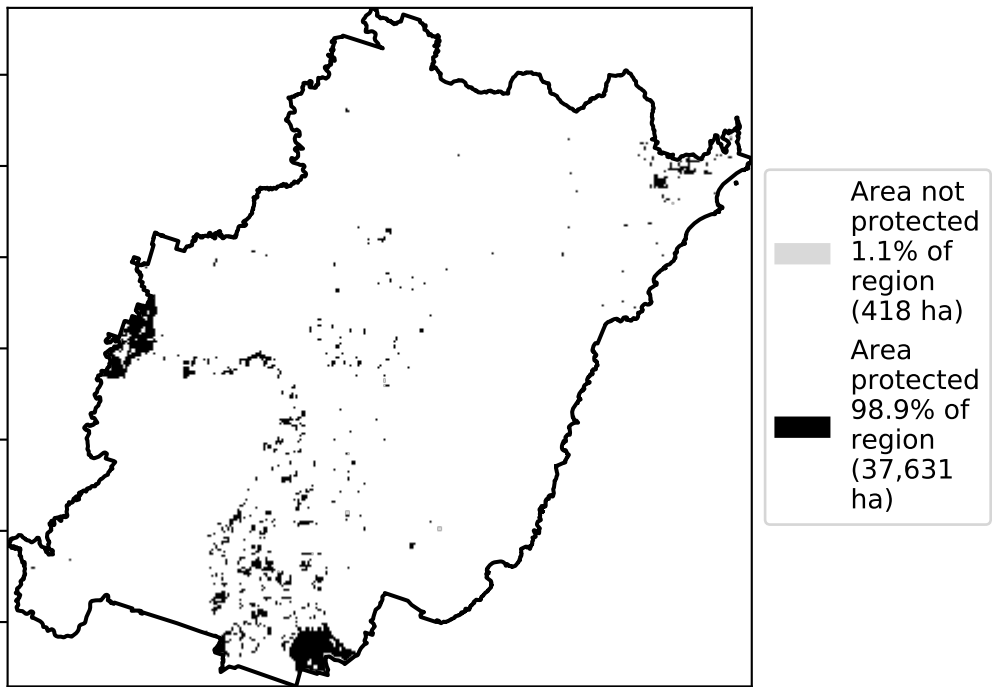 Area not
protected
1.1% of
region
(418 ha)
Area
protected
98.9% of
region
(37,631
ha)